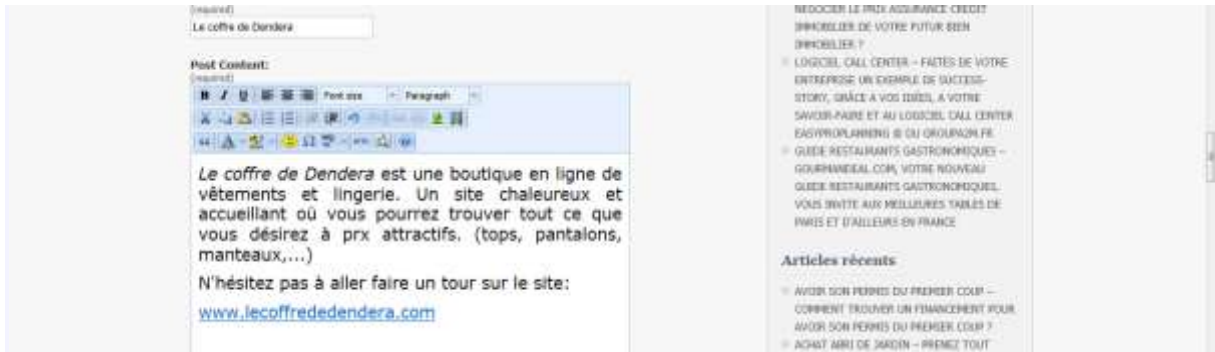 (required)
Le coffre de Dendera
Post Content:
(required)
B I U Font size Paragraph
Le coffre de Dendera est une boutique en ligne de
vêtements et lingerie. Un site chaleureux et
accueillant où vous pourrez trouver tout ce que
vous désirez à prx attractifs. (tops, pantalons,
manteaux,...)
N'hésitez pas à aller faire un tour sur le site:
www.lecoffrededendera.com
NEGOCIER LE PRIX ASSURANCE CREDIT
IMMOBILIER DE VOTRE FUTUR BIEN
IMMOBILIER ?
LOGICIEL CALL CENTER – FAITES DE VOTRE
ENTREPRISE UN EXEMPLE DE SUCCESS-
STORY, GRÂCE A VOS IDÉES, A VOTRE
SAVOIR-FAIRE ET AU LOGICIEL CALL CENTER
EASYPROPLANNING ® OU GROUPA2M.FR
GUIDE RESTAURANTS GASTRONOMIQUES –
GOURMANDEAL.COM, VOTRE NOUVEAU
GUIDE RESTAURANTS GASTRONOMIQUES,
VOUS INVITE AUX MEILLEURES TABLES DE
PARIS ET D'AILLEURS EN FRANCE
Articles récents
AVOIR SON PERMIS DU PREMIER COUP –
COMMENT TROUVER UN FINANCEMENT POUR
AVOIR SON PERMIS DU PREMIER COUP ?
ACHAT ABRI DE JARDIN – PRENEZ TOUT